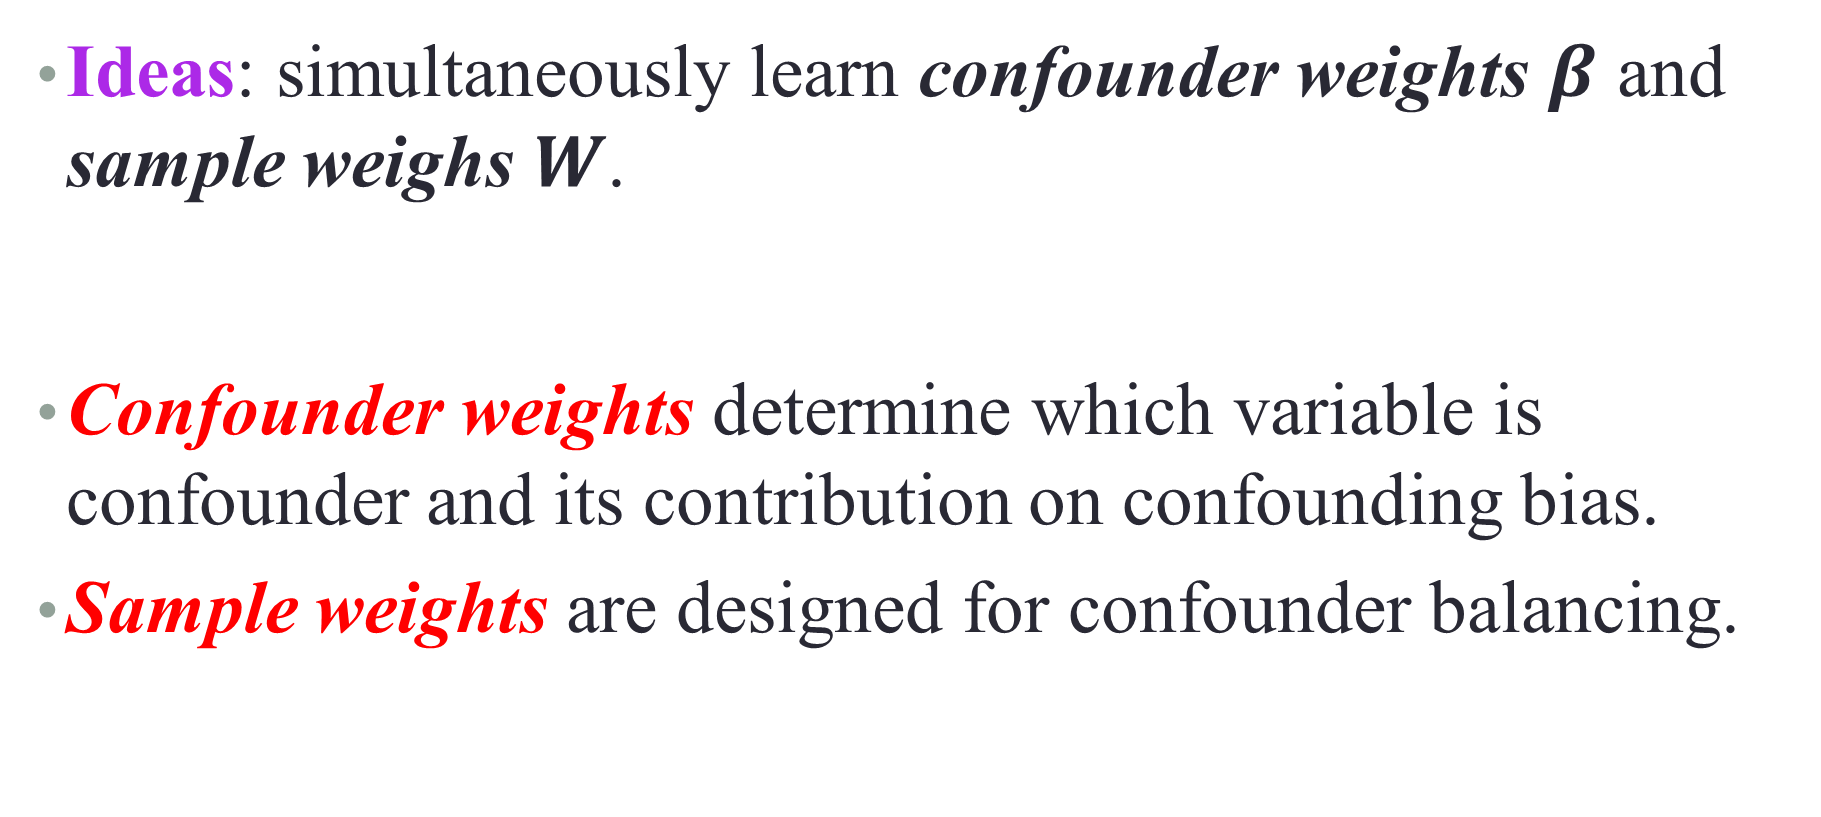 • Ideas: simultaneously learn confounder weights β and
sample weighs W.
• Confounder weights determine which variable is
confounder and its contribution on confounding bias.
• Sample weights are designed for confounder balancing.